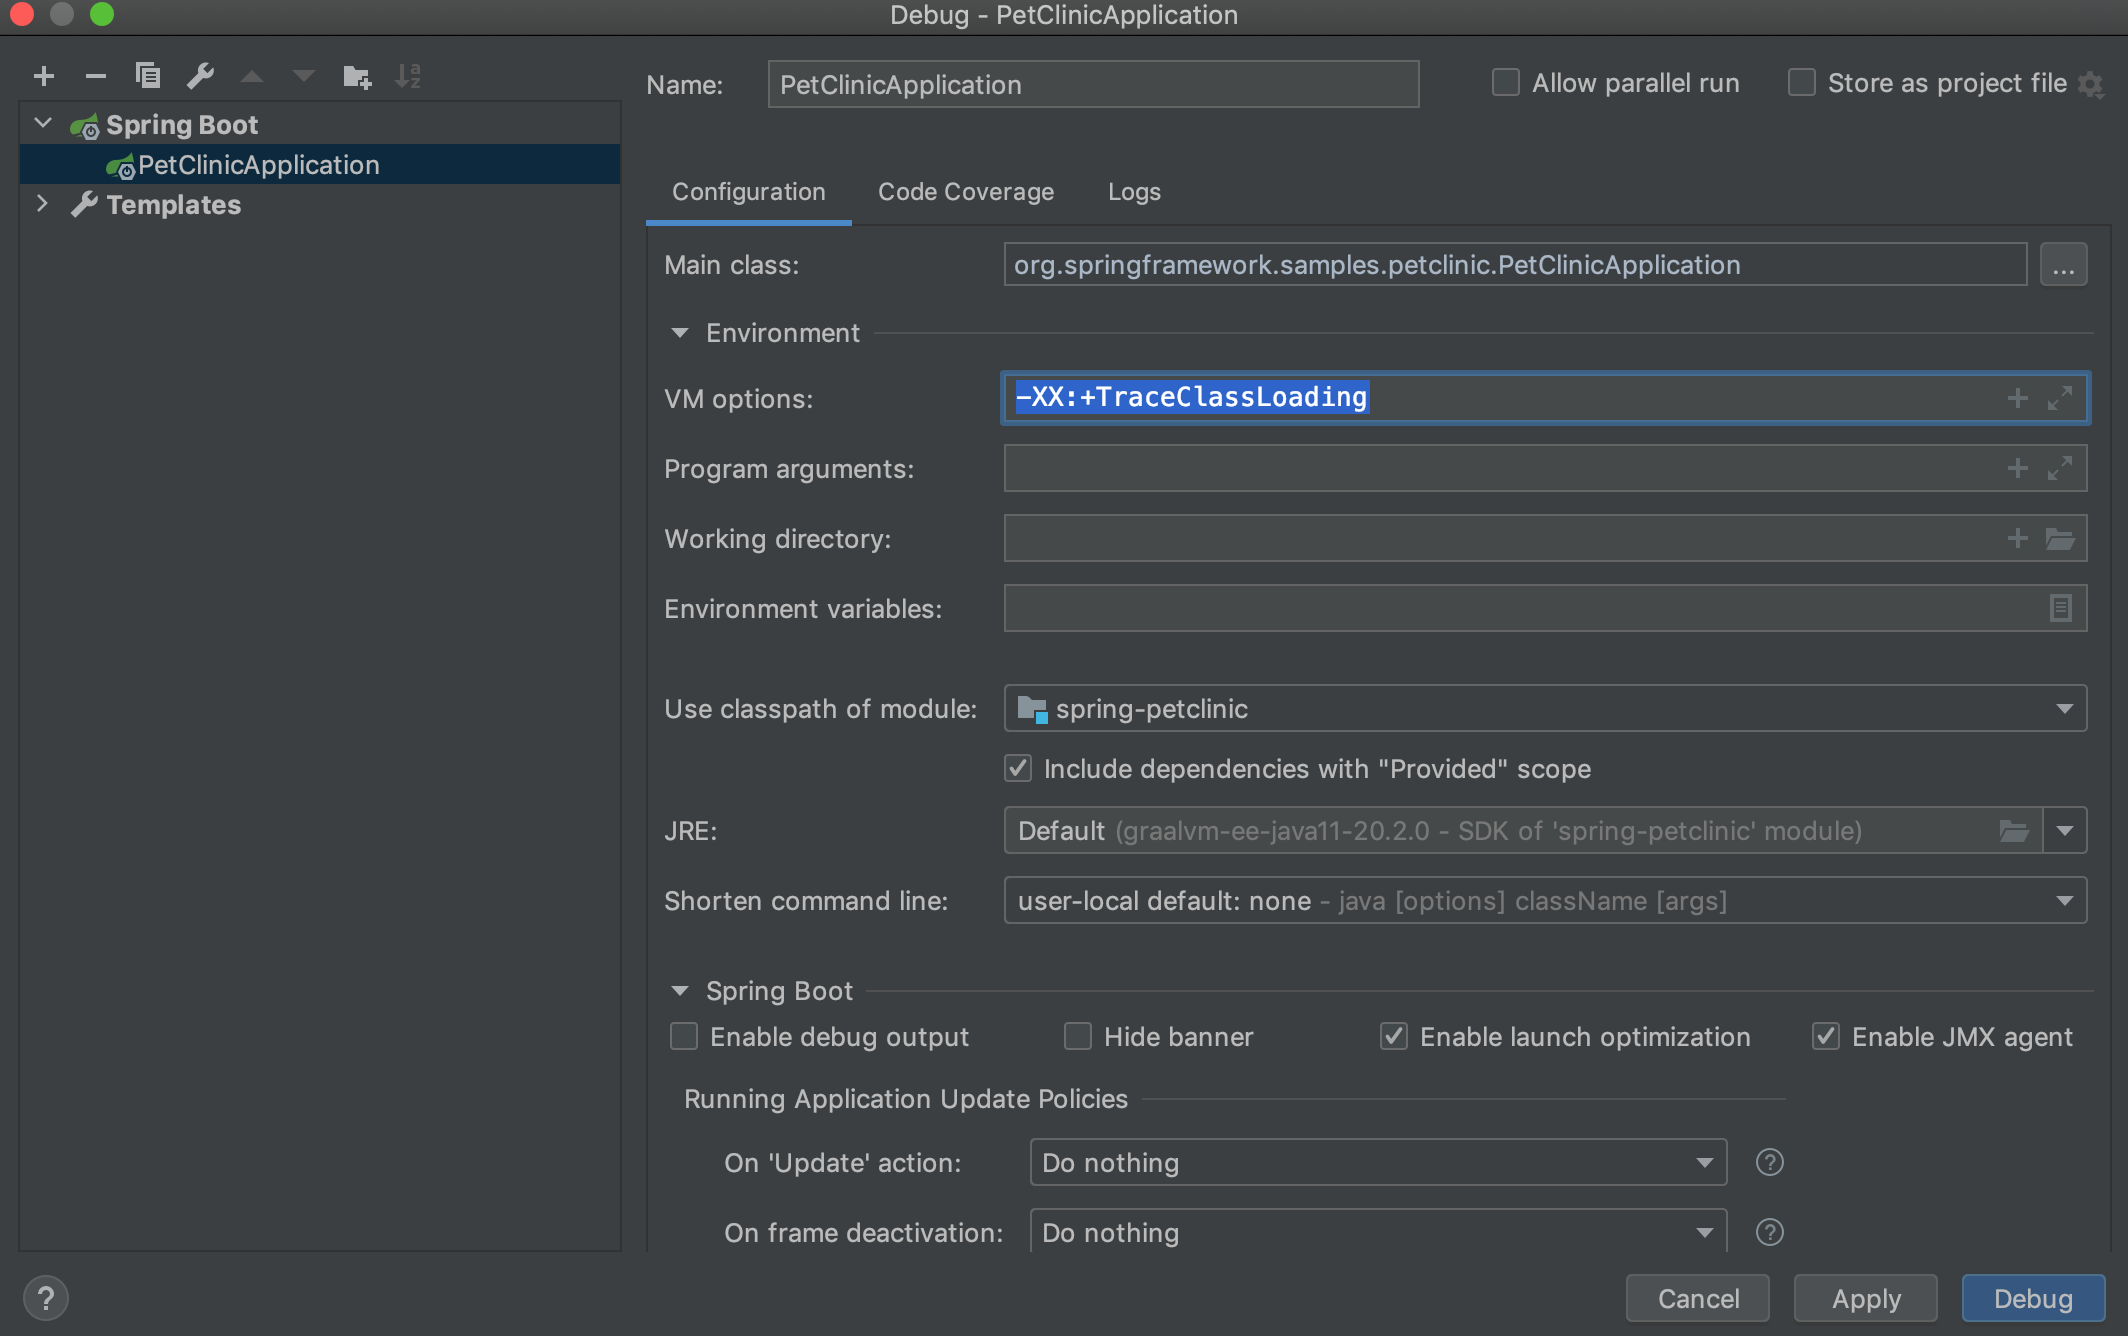 Debug - PetClinicApplication
Name: PetClinicApplication Allow parallel run Store as project file
Spring Boot
PetClinicApplication
Templates
Configuration Code Coverage Logs
Main class: org.springframework.samples.petclinic.PetClinicApplication ...
Environment
VM options: -XX:+TraceClassLoading
Program arguments:
Working directory:
Environment variables:
Use classpath of module: spring-petclinic
Include dependencies with "Provided" scope
JRE: Default (graalvm-ee-java11-20.2.0 - SDK of 'spring-petclinic' module)
Shorten command line: user-local default: none - java [options] className [args]
Spring Boot
Enable debug output Hide banner Enable launch optimization Enable JMX agent
Running Application Update Policies
On 'Update' action: Do nothing ?
On frame deactivation: Do nothing ?
? Cancel Apply Debug